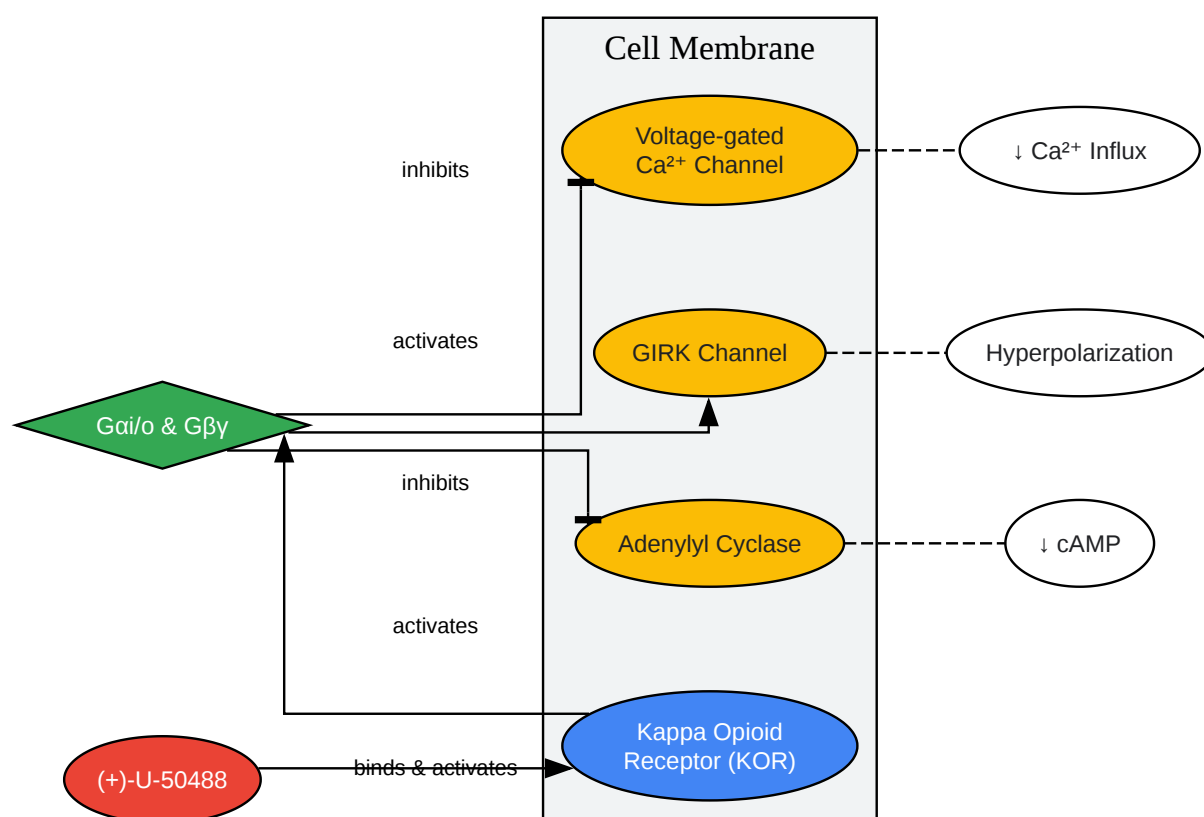 Cell Membrane
Voltage-gated
Ca²⁺ Channel
↓ Ca²⁺ Influx
inhibits
activates
GIRK Channel
Hyperpolarization
Gαi/o & Gβγ
inhibits
Adenylyl Cyclase
↓ cAMP
activates
Kappa Opioid
Receptor (KOR)
(+)-U-50488
binds & activates